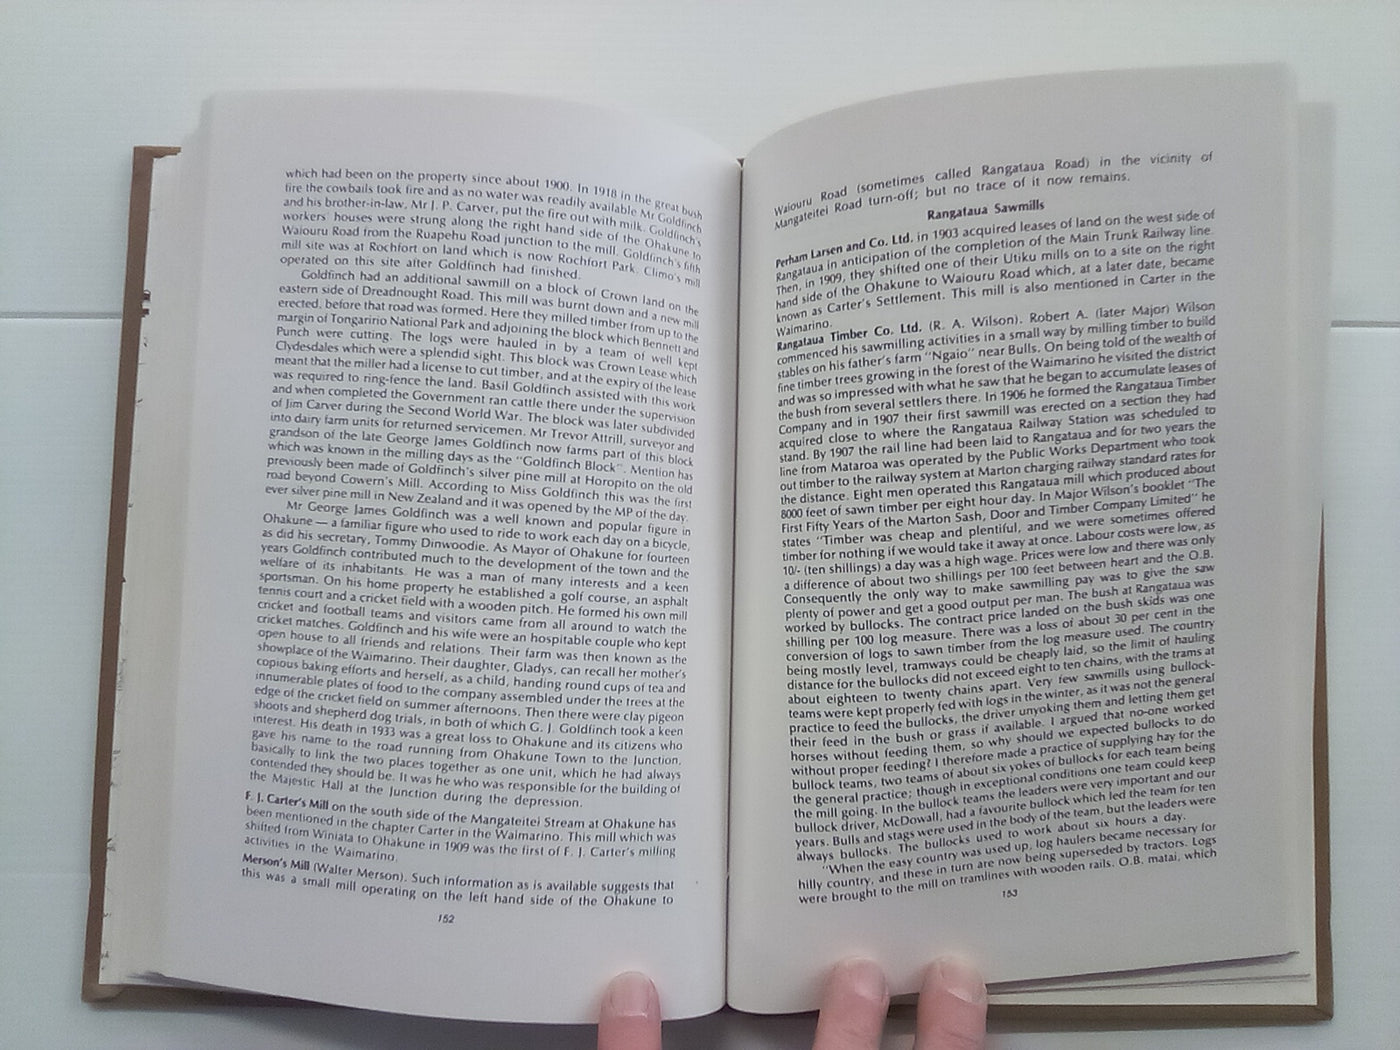 which had been on the property since about 1900. In 1918 in the great bush
fire the cowbails took fire and as no water was readily available Mr Goldfinch
and his brother-in-law, Mr J. P. Carver, put the fire out with milk. Goldfinch's
workers' houses were strung along the right hand side of the Ohakune to
Waiouru Road from the Ruapehu Road junction to the mill. Goldfinch's fifth
mill site was at Rochfort on land which is now Rochfort Park. Climo's mill
operated on this site after Goldfinch had finished.
Goldfinch had an additional sawmill on a block of Crown land on the
eastern side of Dreadnought Road. This mill was burnt down and a new mill
erected, before that road was formed. Here they milled timber from up to the
margin of Tongaririo National Park and adjoining the block which Bennett and
Punch were cutting. The logs were hauled in by a team of well kept
Clydesdales which were a splendid sight. This block was Crown Lease which
meant that the miller had a license to cut timber, and at the expiry of the lease
was required to ring-fence the land. Basil Goldfinch assisted with this work
and when completed the Government ran cattle there under the supervision
of Jim Carver during the Second World War. The block was later subdivided
into dairy farm units for returned servicemen. Mr Trevor Attrill, surveyor and
grandson of the late George James Goldfinch now farms part of this block
which was known in the milling days as the "Goldfinch Block". Mention has
previously been made of Goldfinch's silver pine mill at Horopito on the old
road beyond Cowern's Mill. According to Miss Goldfinch this was the first
ever silver pine mill in New Zealand and it was opened by the MP of the day.
Mr George James Goldfinch was a well known and popular figure in
Ohakune — a familiar figure who used to ride to work each day on a bicycle,
as did his secretary, Tommy Dinwoodie. As Mayor of Ohakune for fourteen
years Goldfinch contributed much to the development of the town and the
welfare of its inhabitants. He was a man of many interests and a keen
sportsman. On his home property he established a golf course, an asphalt
tennis court and a cricket field with a wooden pitch. He formed his own mill
cricket and football teams and visitors came from all around to watch the
cricket matches. Goldfinch and his wife were an hospitable couple who kept
open house to all friends and relations. Their farm was then known as the
showplace of the Waimarino. Their daughter, Gladys, can recall her mother's
copious baking efforts and herself, as a child, handing round cups of tea and
innumerable plates of food to the company assembled under the trees at the
edge of the cricket field on summer afternoons. Then there were clay pigeon
shoots and shepherd dog trials, in both of which G. J. Goldfinch took a keen
interest. His death in 1933 was a great loss to Ohakune and its citizens who
gave his name to the road running from Ohakune Town to the Junction,
basically to link the two places together as one unit, which he had always
contended they should be. It was he who was responsible for the building of
the Majestic Hall at the Junction during the depression.
F. J. Carter's Mill on the south side of the Mangateitei Stream at Ohakune has
been mentioned in the chapter Carter in the Waimarino. This mill which was
shifted from Winiata to Ohakune in 1909 was the first of F. J. Carter's milling
activities in the Waimarino.
Merson's Mill (Walter Merson). Such information as is available suggests that
this was a small mill operating on the left hand side of the Ohakune to
152
Waiouru Road (sometimes called Rangataua Road) in the vicinity of
Mangateitei Road turn-off; but no trace of it now remains.
Rangataua Sawmills
Perham Larsen and Co. Ltd. in 1903 acquired leases of land on the west side of
Rangataua in anticipation of the completion of the Main Trunk Railway line.
Then, in 1909, they shifted one of their Utiku mills on to a site on the right
hand side of the Ohakune to Waiouru Road which, at a later date, became
known as Carter's Settlement. This mill is also mentioned in Carter in the
Waimarino.
Rangataua Timber Co. Ltd. (R. A. Wilson). Robert A. (later Major) Wilson
commenced his sawmilling activities in a small way by milling timber to build
stables on his father's farm "Ngaio" near Bulls. On being told of the wealth of
fine timber trees growing in the forest of the Waimarino he visited the district
and was so impressed with what he saw that he began to accumulate leases of
the bush from several settlers there. In 1906 he formed the Rangataua Timber
Company and in 1907 their first sawmill was erected on a section they had
acquired close to where the Rangataua Railway Station was scheduled to
stand. By 1907 the rail line had been laid to Rangataua and for two years the
line from Mataroa was operated by the Public Works Department who took
out timber to the railway system at Marton charging railway standard rates for
the distance. Eight men operated this Rangataua mill which produced about
8000 feet of sawn timber per eight hour day. In Major Wilson's booklet "The
First Fifty Years of the Marton Sash, Door and Timber Company Limited" he
states "Timber was cheap and plentiful, and we were sometimes offered
timber for nothing if we would take it away at once. Labour costs were low, as
10/- (ten shillings) a day was a high wage. Prices were low and there was only
a difference of about two shillings per 100 feet between heart and the O.B.
Consequently the only way to make sawmilling pay was to give the saw
plenty of power and get a good output per man. The bush at Rangataua was
worked by bullocks. The contract price landed on the bush skids was one
shilling per 100 log measure. There was a loss of about 30 per cent in the
conversion of logs to sawn timber from the log measure used. The country
being mostly level, tramways could be cheaply laid, so the limit of hauling
distance for the bullocks did not exceed eight to ten chains, with the trams at
about eighteen to twenty chains apart. Very few sawmills using bullock-
teams were kept properly fed with logs in the winter, as it was not the general
practice to feed the bullocks, the driver unyoking them and letting them get
their feed in the bush or grass if available. I argued that no-one worked
horses without feeding them, so why should we expected bullocks to do
without proper feeding? I therefore made a practice of supplying hay for the
bullock teams, two teams of about six yokes of bullocks for each team being
the general practice; though in exceptional conditions one team could keep
the mill going. In the bullock teams the leaders were very important and our
bullock driver, McDowall, had a favourite bullock which led the team for ten
years. Bulls and stags were used in the body of the team, but the leaders were
always bullocks. The bullocks used to work about six hours a day.
"When the easy country was used up, log haulers became necessary for
hilly country, and these in turn are now being superseded by tractors. Logs
were brought to the mill on tramlines with wooden rails. O.B. matai, which
153